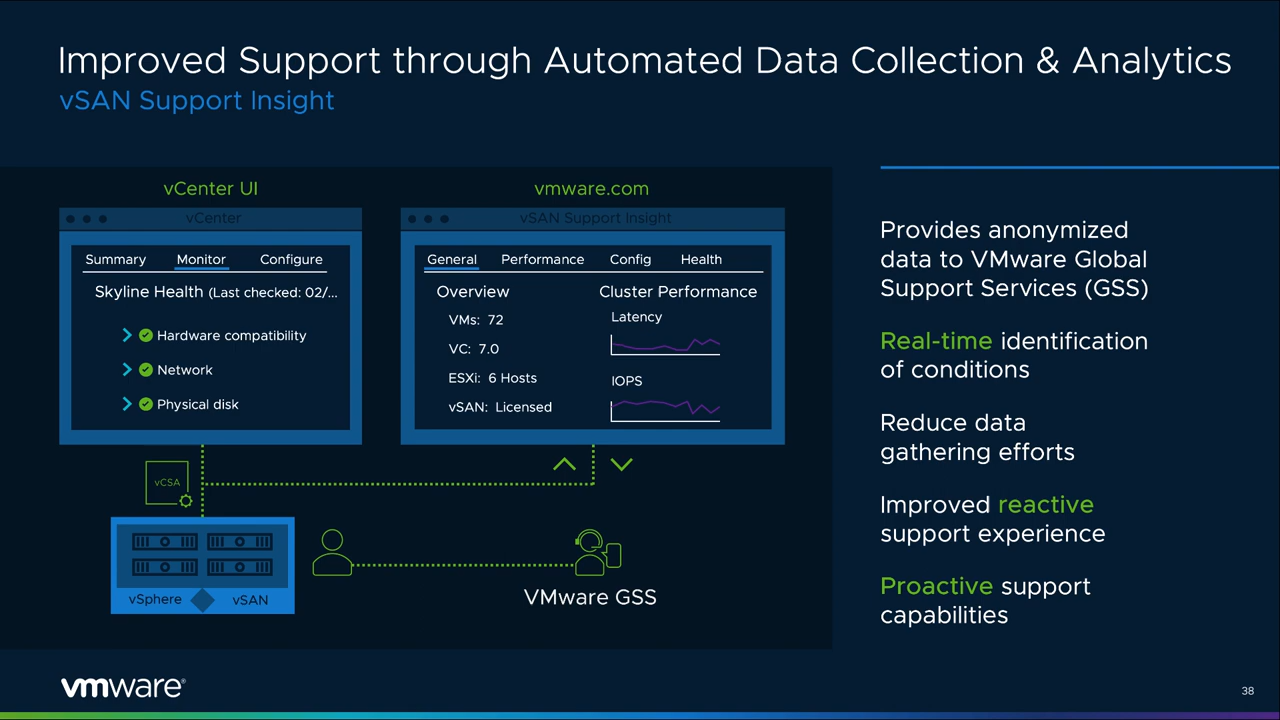 Improved Support through Automated Data Collection & Analytics
vSAN Support Insight
vCenter UI
vCenter
Summary Monitor Configure
Skyline Health (Last checked: 02/...
Hardware compatibility
Network
Physical disk
vmware.com
vSAN Support Insight
General Performance Config Health
Overview
VMs: 72
VC: 7.0
ESXi: 6 Hosts
vSAN: Licensed
Cluster Performance
Latency
IOPS
vCSA
vSphere vSAN
VMware GSS
Provides anonymized
data to VMware Global
Support Services (GSS)
Real-time identification
of conditions
Reduce data
gathering efforts
Improved reactive
support experience
Proactive support
capabilities
vmware®
38